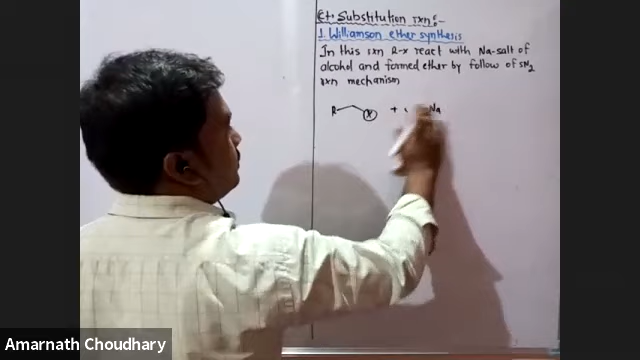 Substitution rxn:-
1. Williamson ether synthesis
In this rxn R-x react with Na-salt of
alcohol and formed ether by follow of SN2
rxn mechanism
R x + Na
Amarnath Choudhary